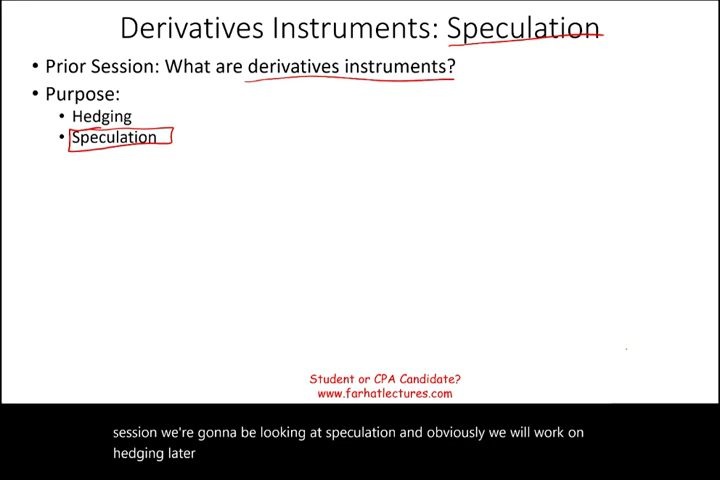 Derivatives Instruments: Speculation
• Prior Session: What are derivatives instruments?
• Purpose:
• Hedging
• Speculation
Student or CPA Candidate?
www.farhatlectures.com
session we're gonna be looking at speculation and obviously we will work on
hedging later